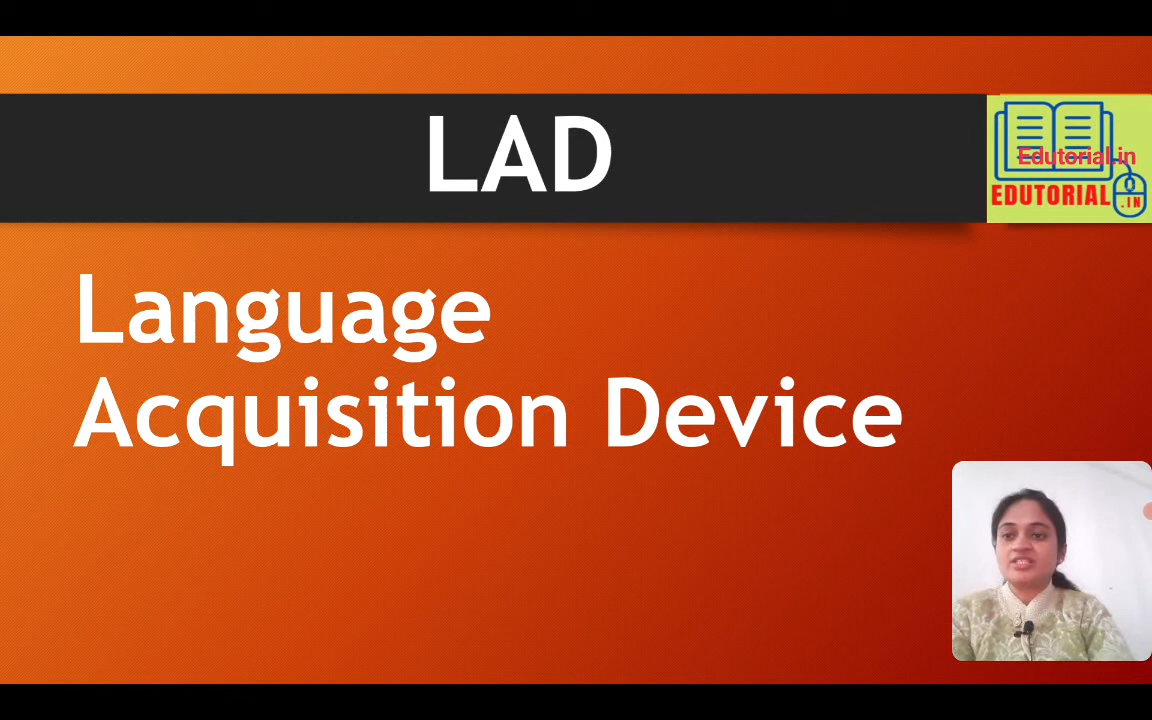 LAD
Edutorial.in
EDUTORIAL
.IN
Language
Acquisition Device